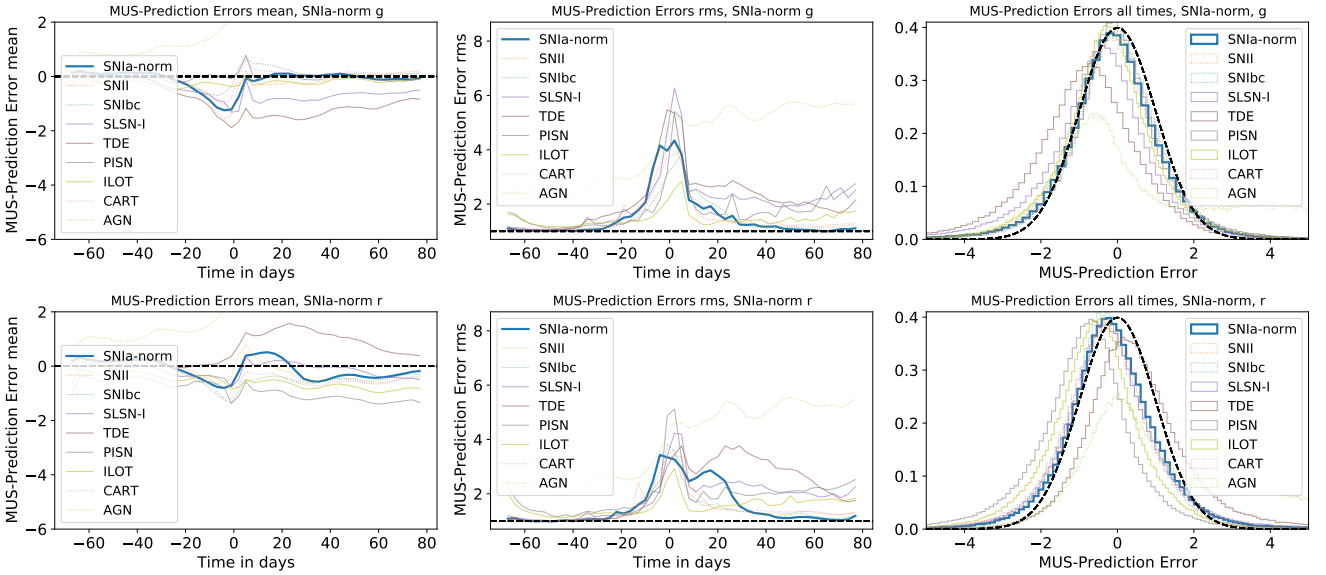 MUS-Prediction Errors mean, SNIa-norm g
MUS-Prediction Error mean
2
0
−2
−4
−6
SNIa-norm
SNII
SNIbc
SLSN-I
TDE
PISN
ILOT
CART
AGN
−60 −40 −20 0 20 40 60 80
Time in days
MUS-Prediction Errors rms, SNIa-norm g
MUS-Prediction Errors rms
8
6
4
2
SNIa-norm
SNII
SNIbc
SLSN-I
TDE
PISN
ILOT
CART
AGN
−60 −40 −20 0 20 40 60 80
Time in days
MUS-Prediction Errors all times, SNIa-norm, g
0.4
0.3
0.2
0.1
0.0
SNIa-norm
SNII
SNIbc
SLSN-I
TDE
PISN
ILOT
CART
AGN
−4 −2 0 2 4
MUS-Prediction Error
MUS-Prediction Errors mean, SNIa-norm r
MUS-Prediction Error mean
2
0
−2
−4
−6
SNIa-norm
SNII
SNIbc
SLSN-I
TDE
PISN
ILOT
CART
AGN
−60 −40 −20 0 20 40 60 80
Time in days
MUS-Prediction Errors rms, SNIa-norm r
MUS-Prediction Errors rms
8
6
4
2
SNIa-norm
SNII
SNIbc
SLSN-I
TDE
PISN
ILOT
CART
AGN
−60 −40 −20 0 20 40 60 80
Time in days
MUS-Prediction Errors all times, SNIa-norm, r
0.4
0.3
0.2
0.1
0.0
SNIa-norm
SNII
SNIbc
SLSN-I
TDE
PISN
ILOT
CART
AGN
−4 −2 0 2 4
MUS-Prediction Error